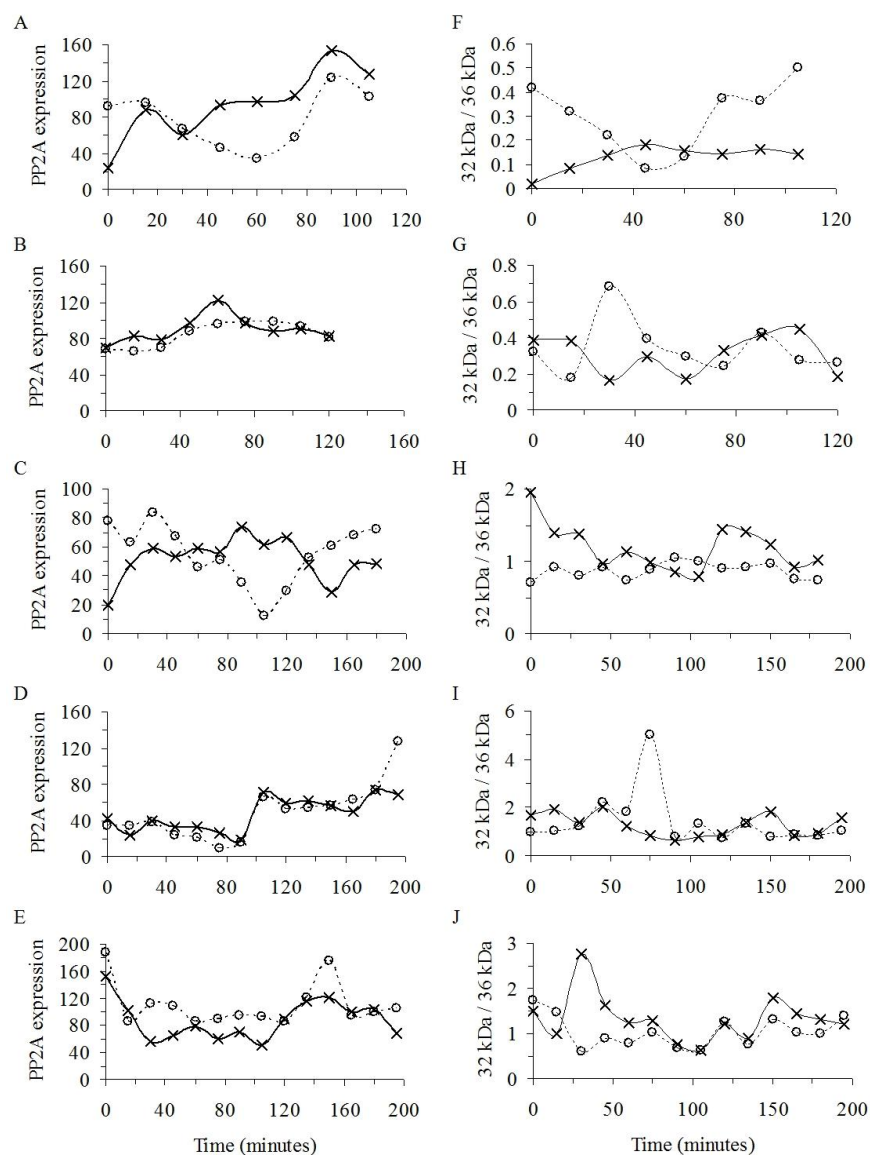 A
PP2A expression
160
120
80
40
0
0 20 40 60 80 100 120
F
32 kDa / 36 kDa
0.6
0.5
0.4
0.3
0.2
0.1
0
0 40 80 120
B
PP2A expression
160
120
80
40
0
0 40 80 120 160
G
32 kDa / 36 kDa
0.8
0.6
0.4
0.2
0
0 40 80 120
C
PP2A expression
100
80
60
40
20
0
0 40 80 120 160 200
H
32 kDa / 36 kDa
2
1
0
0 50 100 150 200
D
PP2A expression
160
120
80
40
0
0 40 80 120 160 200
I
32 kDa / 36 kDa
6
4
2
0
0 50 100 150 200
E
PP2A expression
200
160
120
80
40
0
0 40 80 120 160 200
Time (minutes)
J
32 kDa / 36 kDa
3
2
1
0
0 50 100 150 200
Time (minutes)